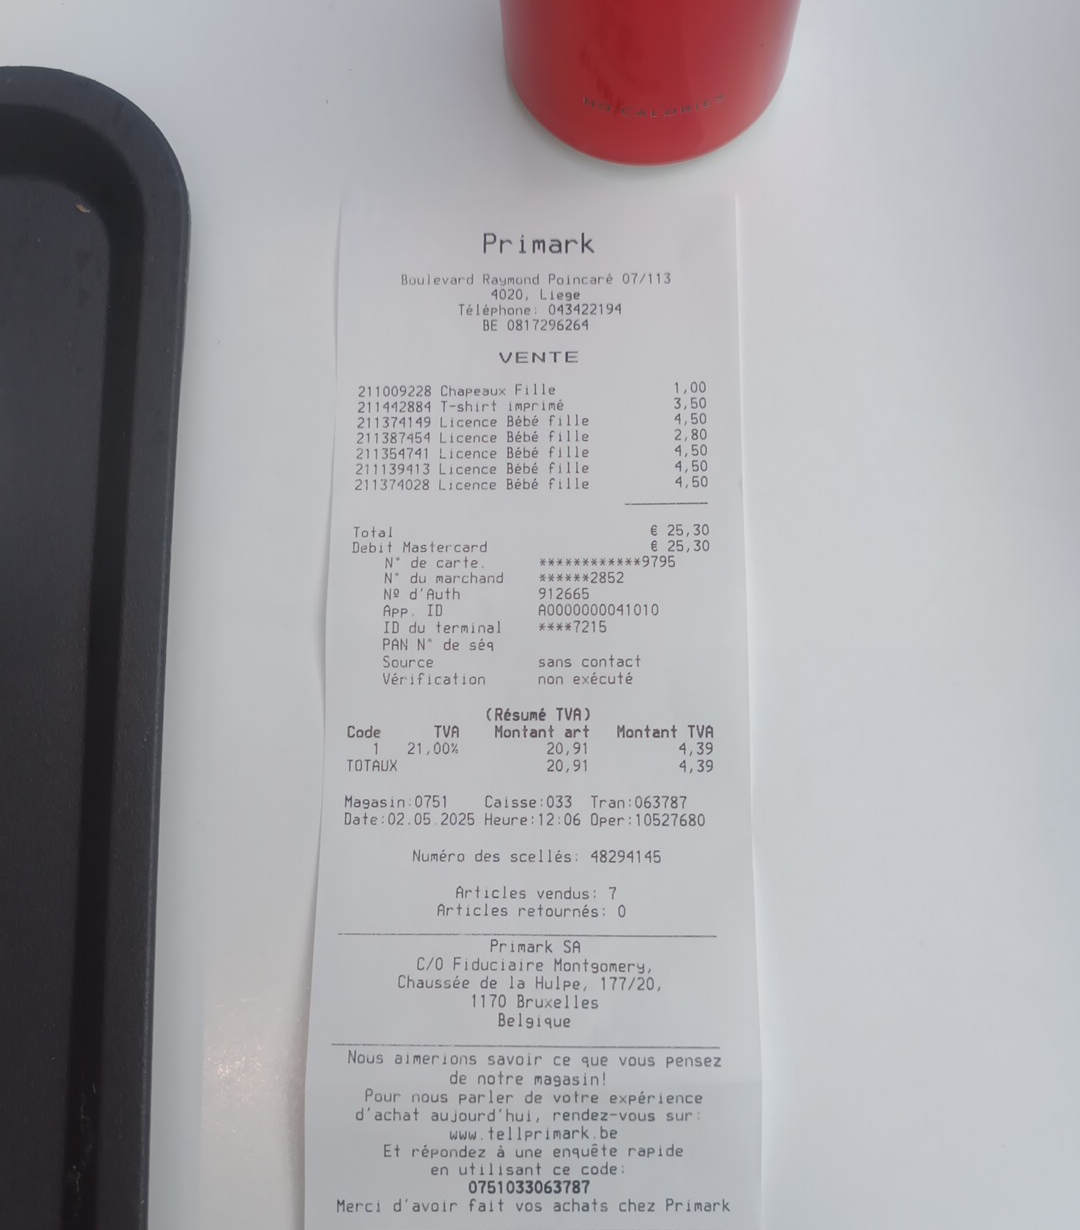 NO CALORIES
Primark
Boulevard Raymond Poincaré 07/113
4020, Liege
Téléphone: 043422194
BE 0817296264
VENTE
211009228 Chapeaux Fille 1,00
211442884 T-shirt imprimé 3,50
211374149 Licence Bébé fille 4,50
211387454 Licence Bébé fille 2,80
211354741 Licence Bébé fille 4,50
211139413 Licence Bébé fille 4,50
211374028 Licence Bébé fille 4,50
Total € 25,30
Debit Mastercard € 25,30
N° de carte. ************9795
N° du marchand ******2852
Nº d'Auth 912665
App. ID A0000000041010
ID du terminal ****7215
PAN N° de séq
Source sans contact
Vérification non exécuté
(Résumé TVA)
Code TVA Montant art Montant TVA
1 21,00% 20,91 4,39
TOTAUX 20,91 4,39
Magasin:0751 Caisse:033 Tran:063787
Date:02.05.2025 Heure:12:06 Oper:10527680
Numéro des scellés: 48294145
Articles vendus: 7
Articles retournés: 0
Primark SA
C/O Fiduciaire Montgomery,
Chaussée de la Hulpe, 177/20,
1170 Bruxelles
Belgique
Nous aimerions savoir ce que vous pensez
de notre magasin!
Pour nous parler de votre expérience
d'achat aujourd'hui, rendez-vous sur:
www.tellprimark.be
Et répondez à une enquête rapide
en utilisant ce code:
0751033063787
Merci d'avoir fait vos achats chez Primark